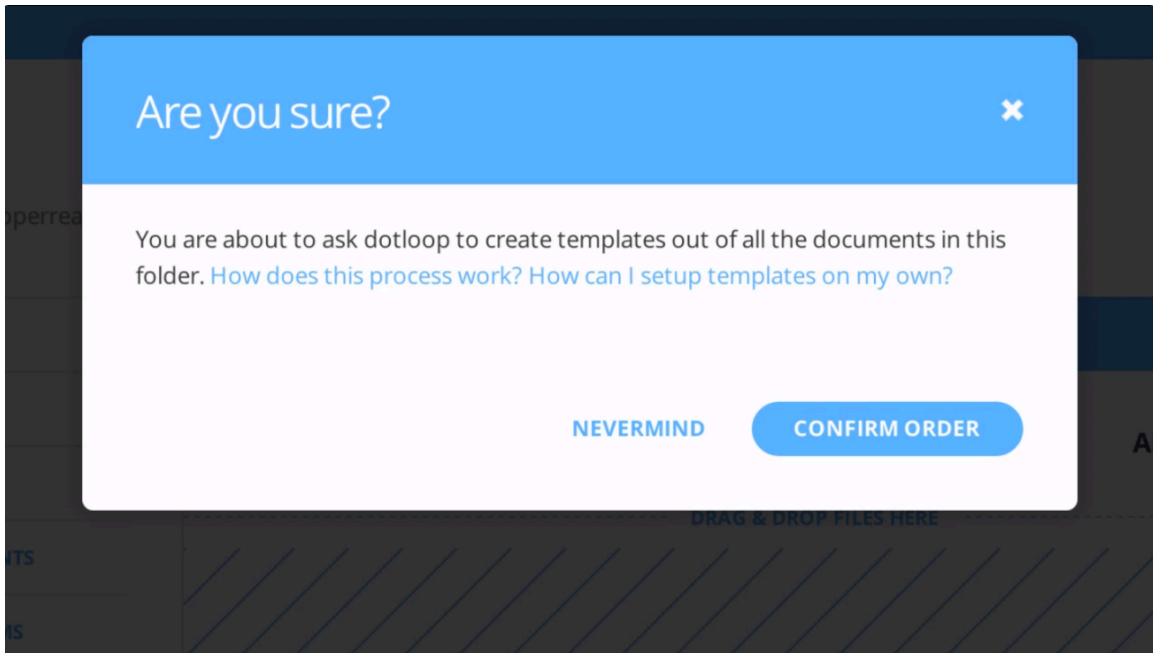 Are you sure?
You are about to ask dotloop to create templates out of all the documents in this
folder. How does this process work? How can I setup templates on my own?
NEVERMIND
CONFIRM ORDER
DRAG & DROP FILES HERE